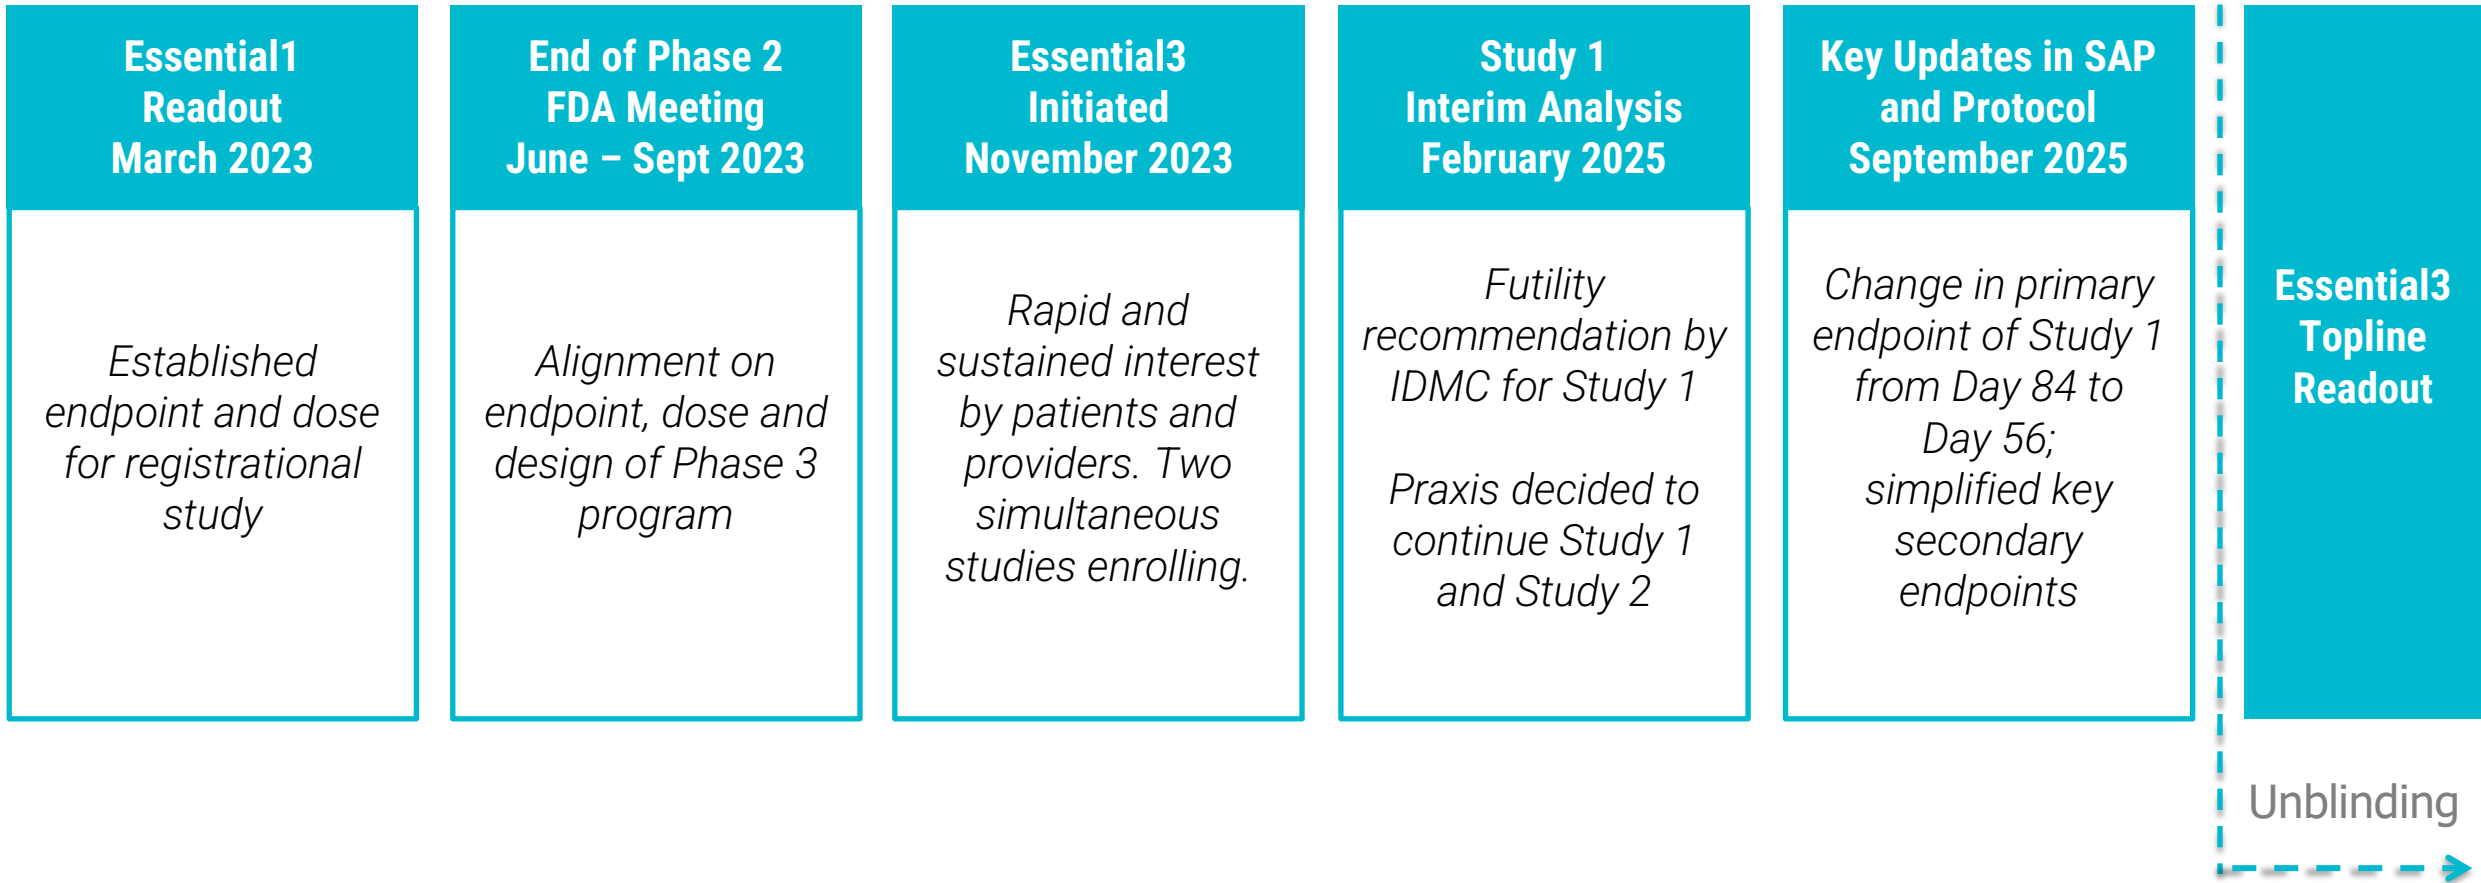 Essential1
Readout
March 2023
Established
endpoint and dose
for registrational
study
End of Phase 2
FDA Meeting
June – Sept 2023
Alignment on
endpoint, dose and
design of Phase 3
program
Essential3
Initiated
November 2023
Rapid and
sustained interest
by patients and
providers. Two
simultaneous
studies enrolling.
Study 1
Interim Analysis
February 2025
Futility
recommendation by
IDMC for Study 1
Praxis decided to
continue Study 1
and Study 2
Key Updates in SAP
and Protocol
September 2025
Change in primary
endpoint of Study 1
from Day 84 to
Day 56;
simplified key
secondary
endpoints
Essential3
Topline
Readout
Unblinding